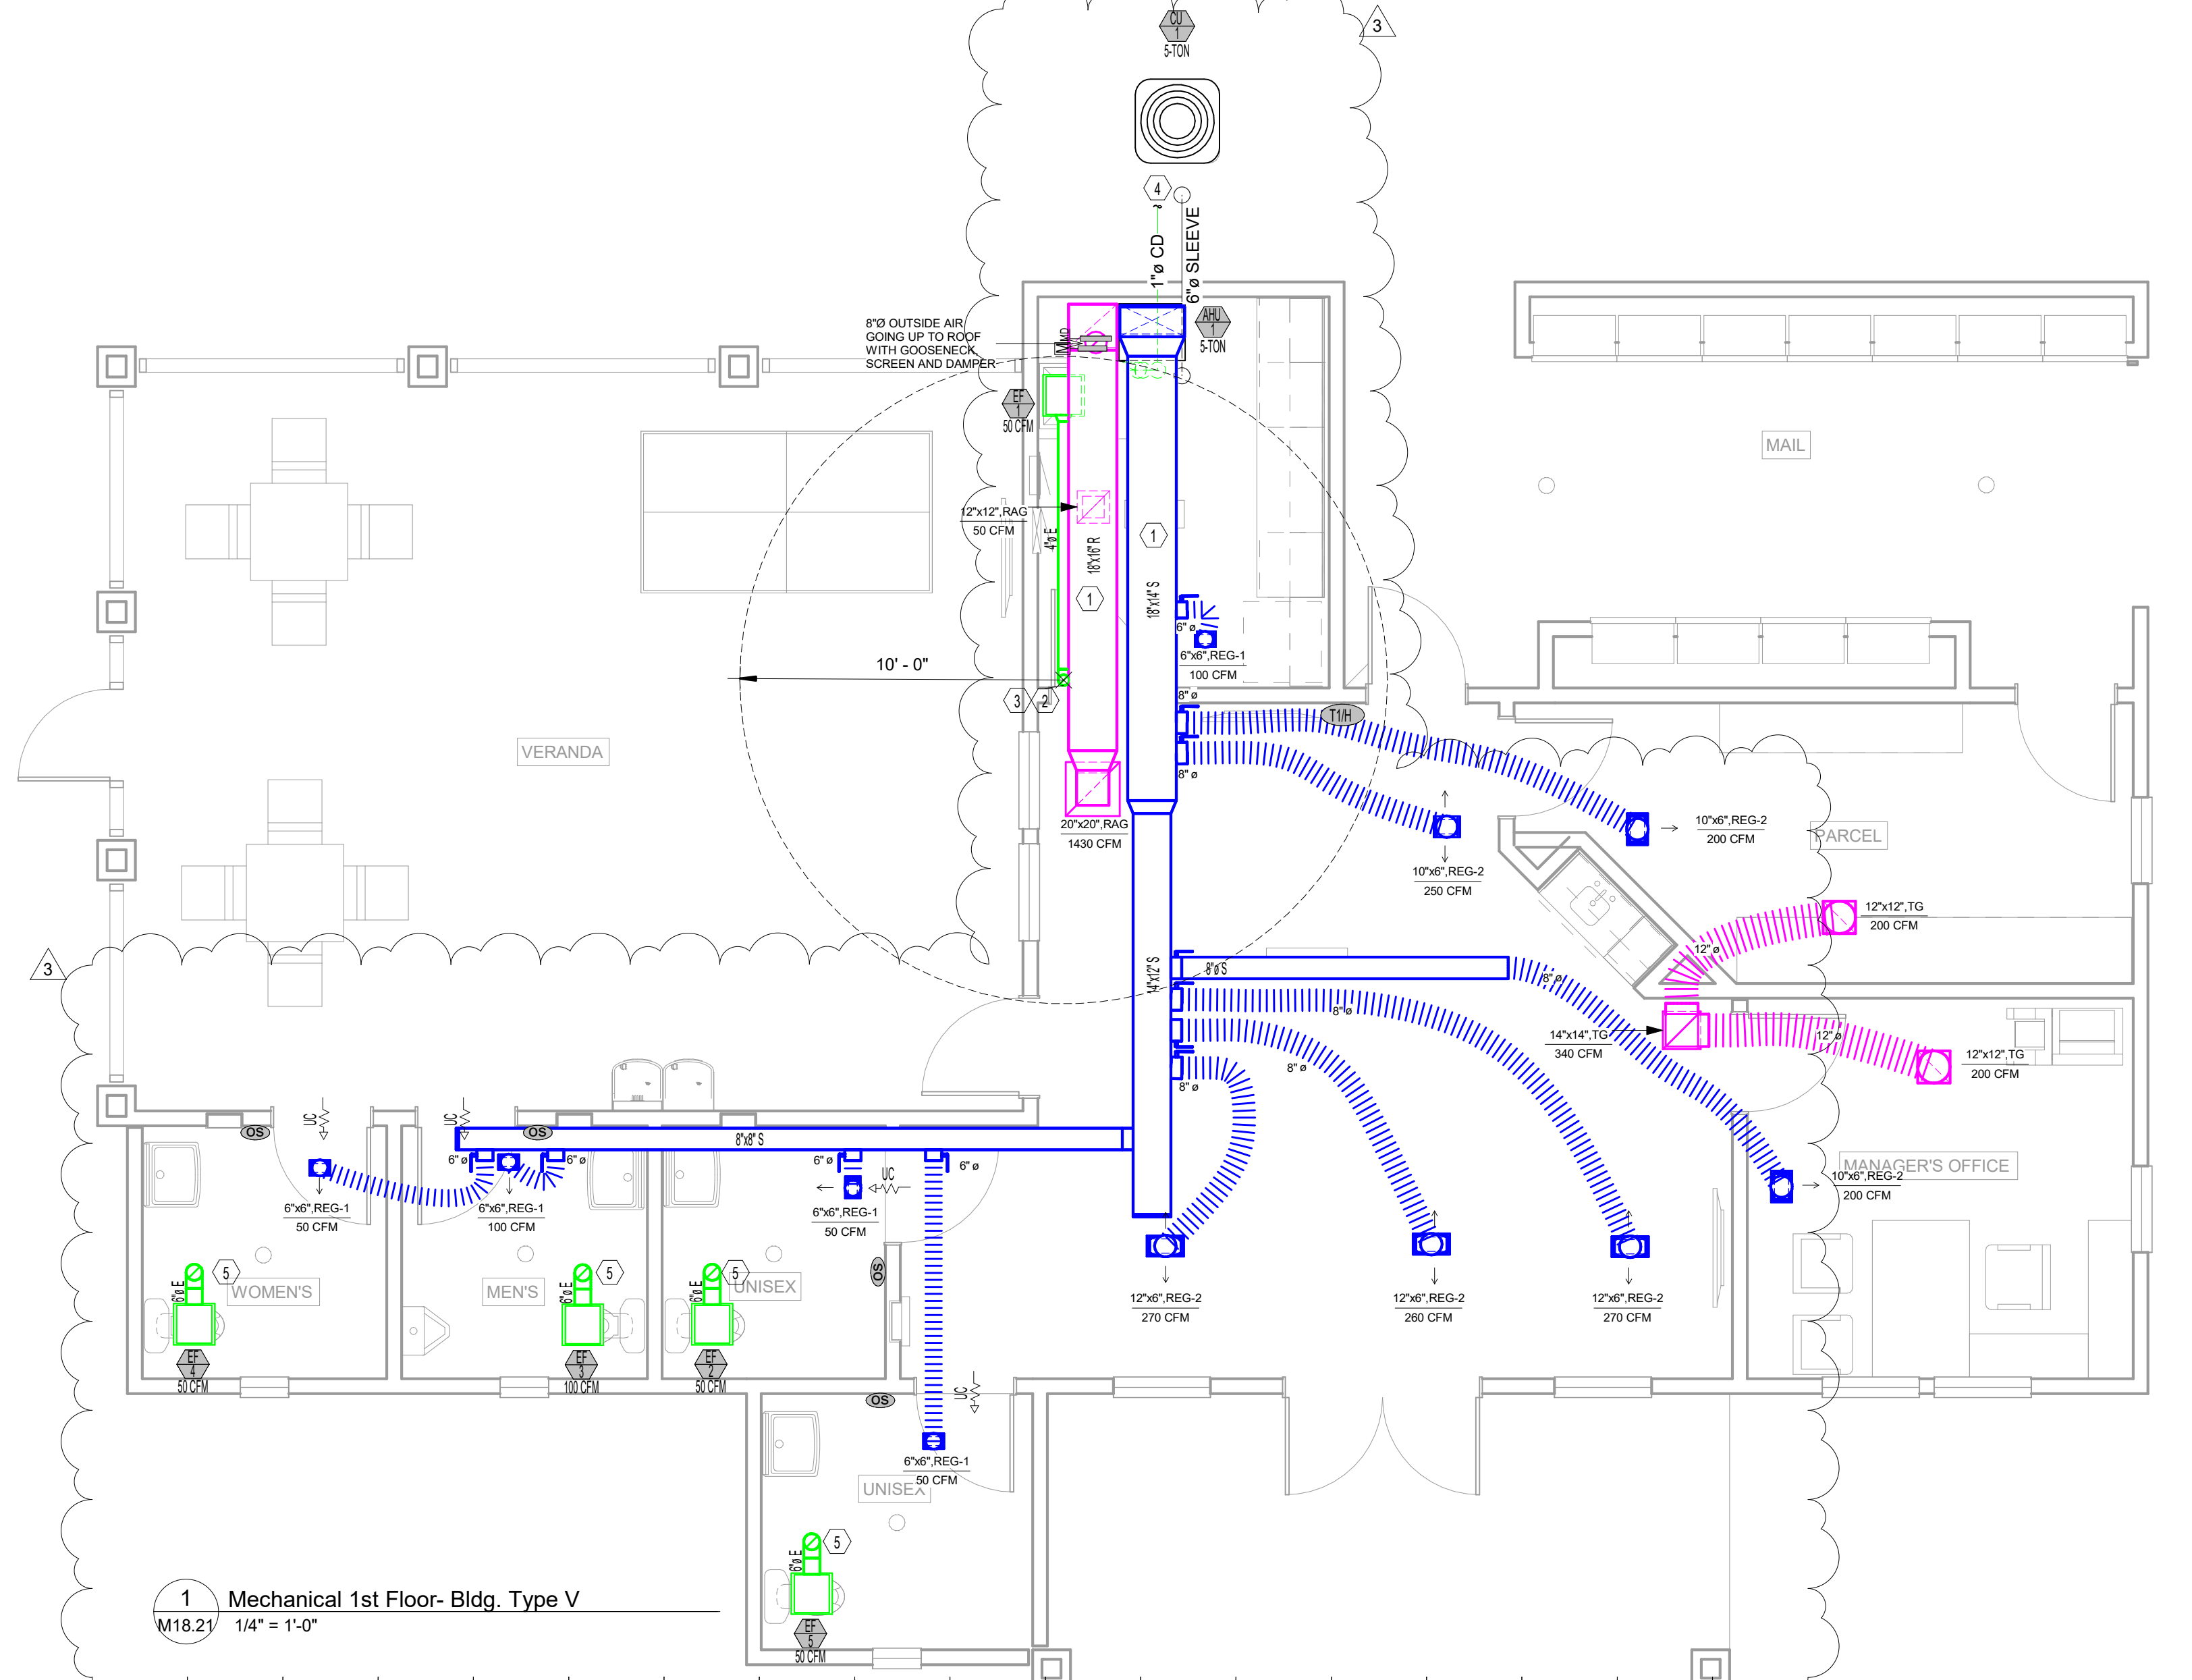 CU
1
5-TON
3
4
1"ø CD
6"ø SLEEVE
8"Ø OUTSIDE AIR
GOING UP TO ROOF
WITH GOOSENECK,
SCREEN AND DAMPER
AHU
1
5-TON
EF
1
50 CFM
MAIL
12"x12",RAG
50 CFM
4"ø E
18"x16" R
1
1
18"x14" S
6" ø
6"x6",REG-1
100 CFM
10' - 0"
3
2
8" ø
T1/H
VERANDA
8" ø
20"x20",RAG
1430 CFM
10"x6",REG-2
200 CFM
PARCEL
10"x6",REG-2
250 CFM
12"x12",TG
200 CFM
12" ø
3
14"x12" S
8"ø S
8" ø
8" ø
14"x14",TG
340 CFM
12" ø
12"x12",TG
200 CFM
8" ø
8" ø
UC
UC
OS
OS
8"x8" S
6" ø
6" ø
6" ø
6" ø
UC
MANAGER'S OFFICE
10"x6",REG-2
200 CFM
6"x6",REG-1
50 CFM
6"x6",REG-1
100 CFM
6"x6",REG-1
50 CFM
OS
5
5
5
6"ø E
6"ø E
6"ø E
WOMEN'S
MEN'S
UNISEX
12"x6",REG-2
270 CFM
12"x6",REG-2
260 CFM
12"x6",REG-2
270 CFM
EF
4
50 CFM
EF
3
100 CFM
EF
2
50 CFM
OS
UC
6"x6",REG-1
50 CFM
UNISEX
5
6"ø E
EF
5
50 CFM
1
M18.21
Mechanical 1st Floor- Bldg. Type V
1/4" = 1'-0"